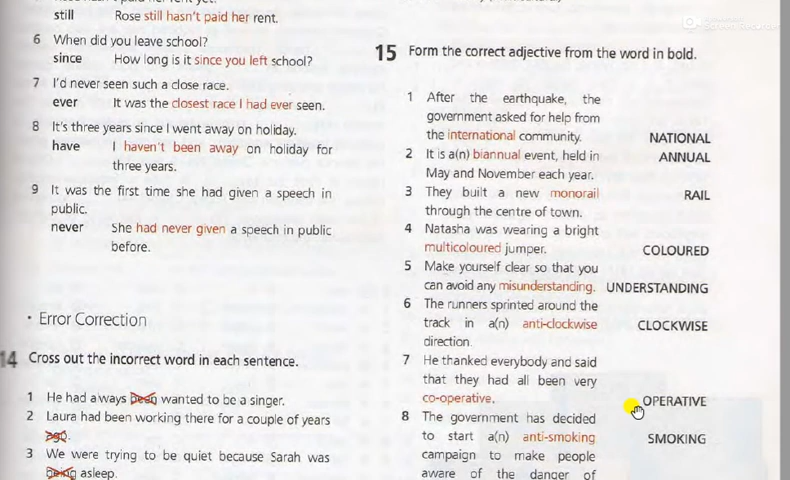 still Rose still hasn't paid her rent.
6 When did you leave school?
since How long is it since you left school?
7 I'd never seen such a close race.
ever It was the closest race I had ever seen.
8 It's three years since I went away on holiday.
have I haven't been away on holiday for
three years.
9 It was the first time she had given a speech in
public.
never She had never given a speech in public
before.
• Error Correction
14 Cross out the incorrect word in each sentence.
1 He had always been wanted to be a singer.
2 Laura had been working there for a couple of years
ago.
3 We were trying to be quiet because Sarah was
being asleep.
15 Form the correct adjective from the word in bold.
1 After the earthquake, the
government asked for help from
the international community. NATIONAL
2 It is a(n) biannual event, held in ANNUAL
May and November each year.
3 They built a new monorail RAIL
through the centre of town.
4 Natasha was wearing a bright
multicoloured jumper. COLOURED
5 Make yourself clear so that you
can avoid any misunderstanding. UNDERSTANDING
6 The runners sprinted around the
track in a(n) anti-clockwise CLOCKWISE
direction.
7 He thanked everybody and said
that they had all been very
co-operative. OPERATIVE
8 The government has decided
to start a(n) anti-smoking SMOKING
campaign to make people
aware of the danger of